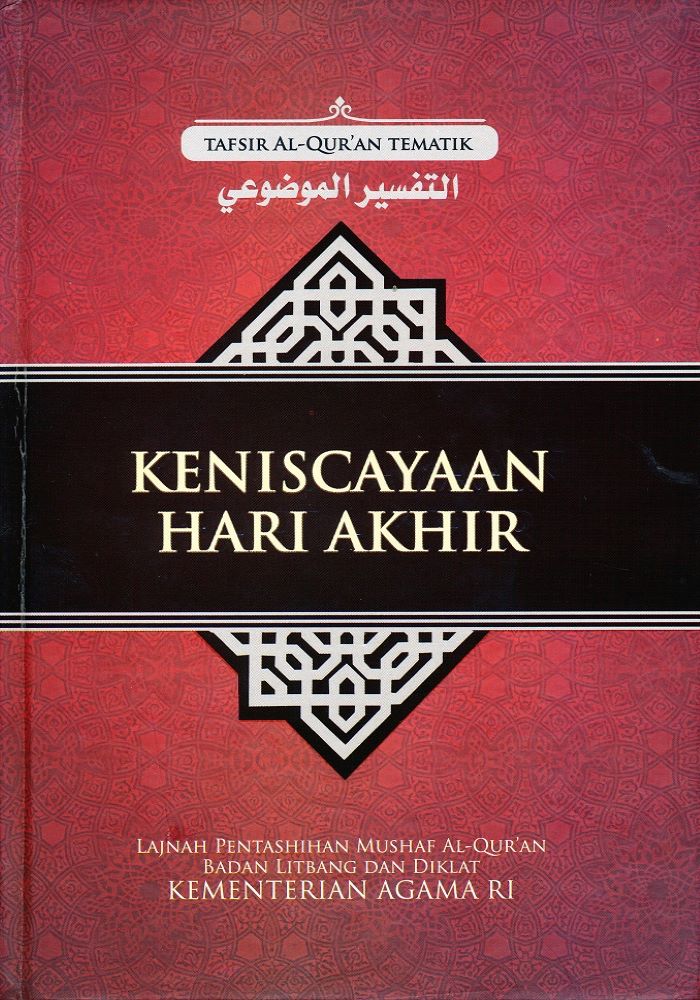 TAFSIR AL-QUR'AN TEMATIK
التفسير الموضوعي
KENISCAYAAN
HARI AKHIR
LAJNAH PENTASHIHAN MUSHAF AL-QUR'AN
BADAN LITBANG DAN DIKLAT
KEMENTERIAN AGAMA RI